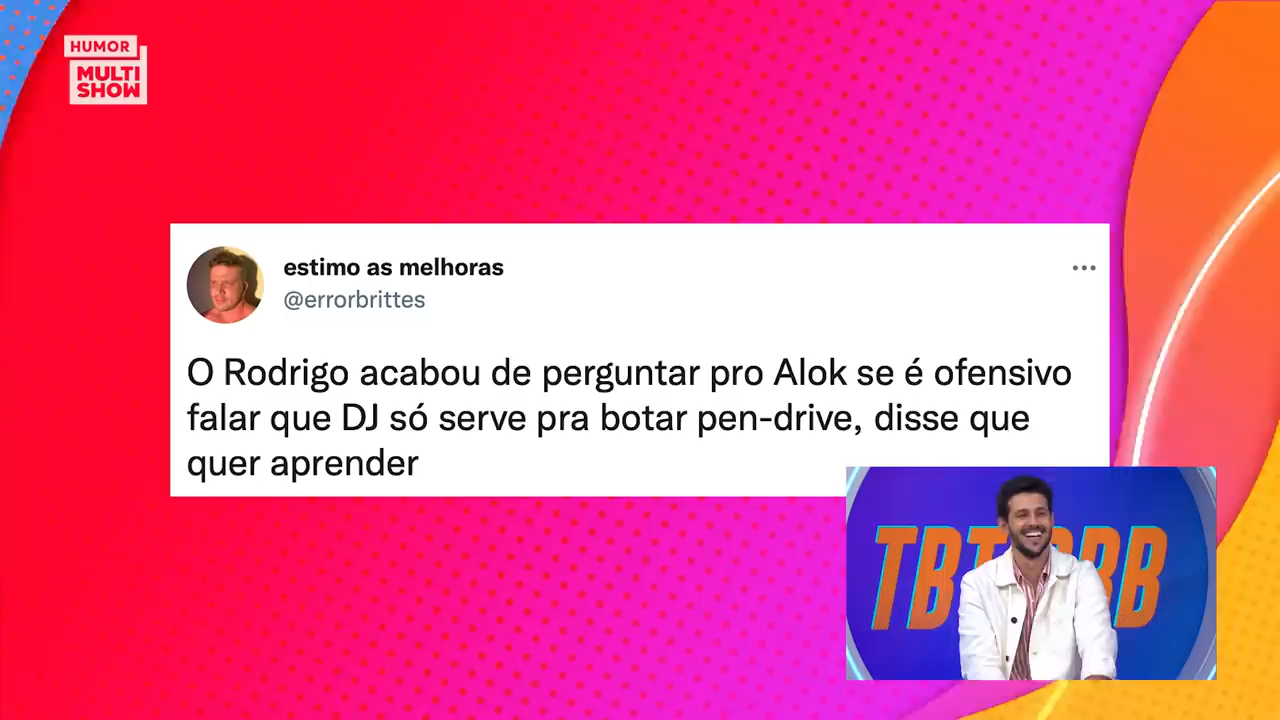 HUMOR
MULTI
SHOW
estimo as melhoras
@errorbrittes
O Rodrigo acabou de perguntar pro Alok se é ofensivo
falar que DJ só serve pra botar pen-drive, disse que
quer aprender